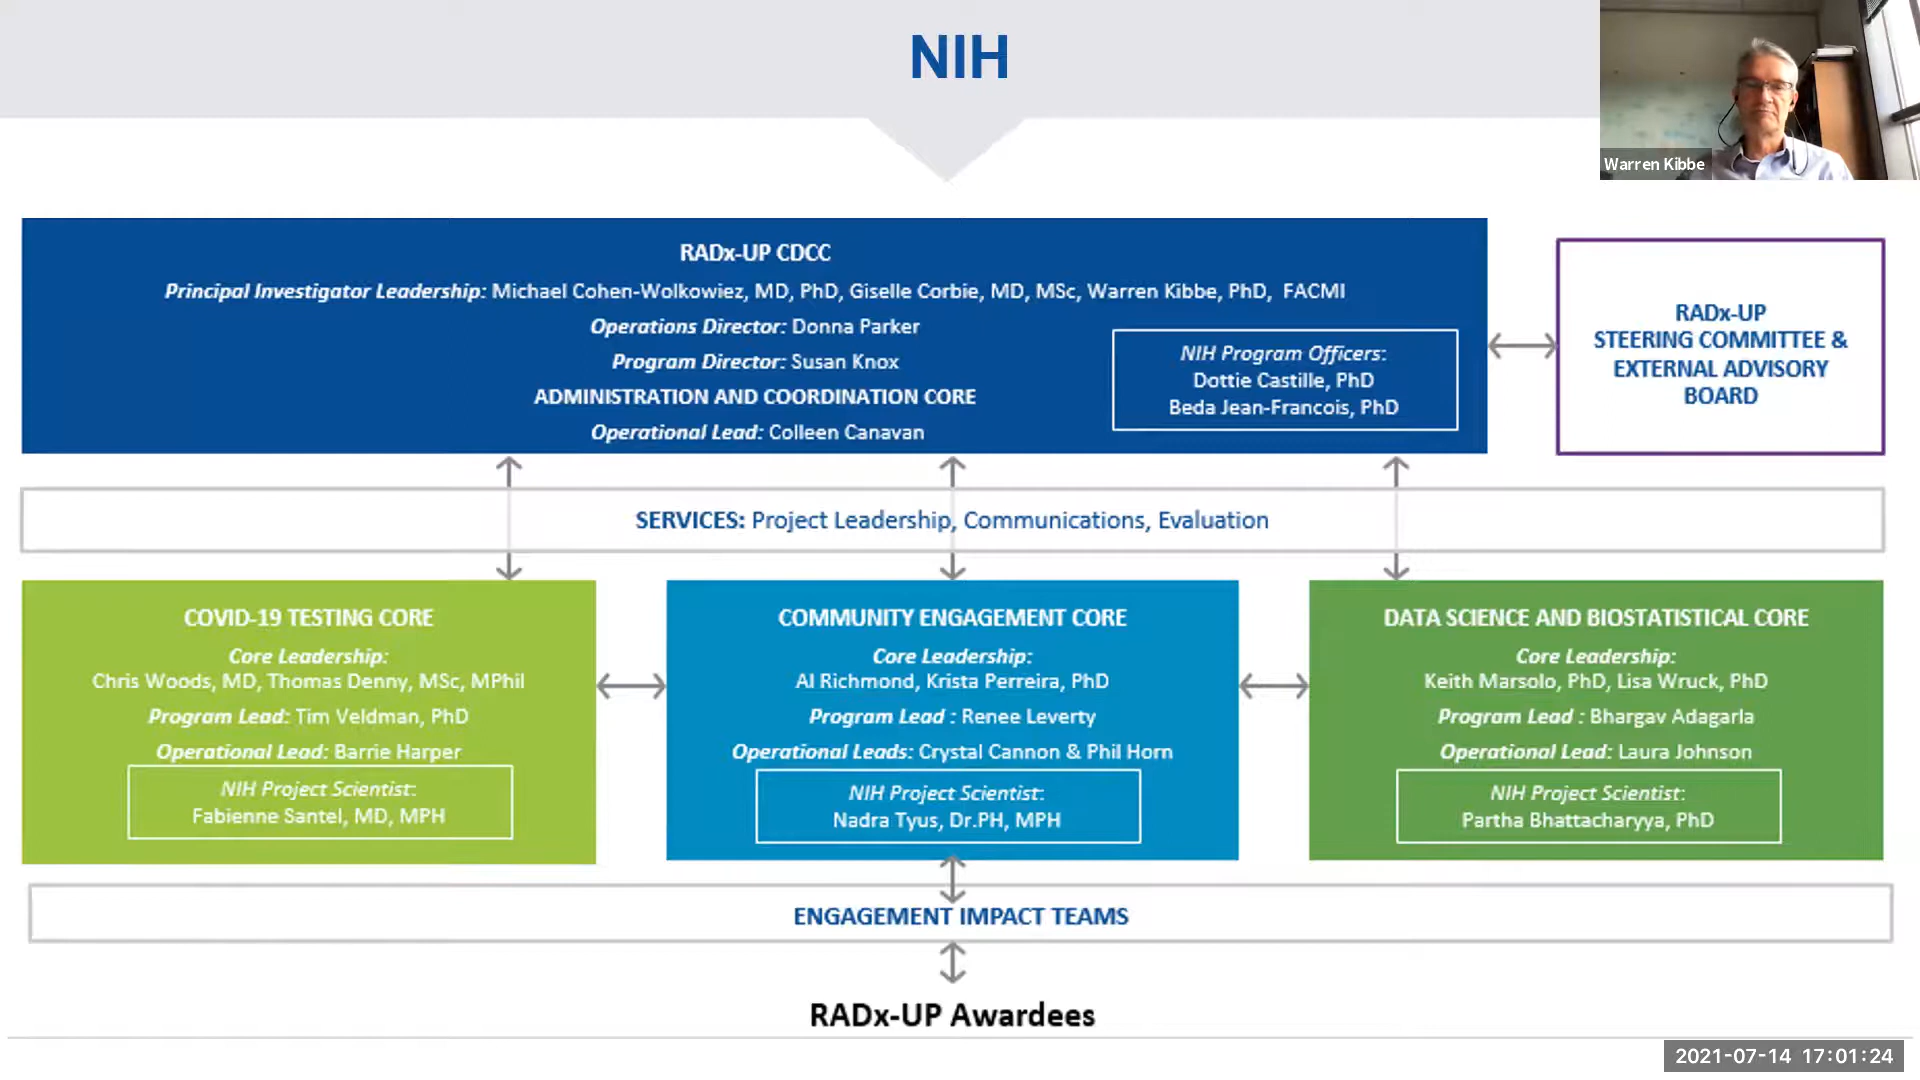 NIH
Warren Kibbe
RADx-UP CDCC
Principal Investigator Leadership: Michael Cohen-Wolkowiez, MD, PhD, Giselle Corbie, MD, MSc, Warren Kibbe, PhD, FACMI
Operations Director: Donna Parker
Program Director: Susan Knox
ADMINISTRATION AND COORDINATION CORE
Operational Lead: Colleen Canavan
NIH Program Officers:
Dottie Castille, PhD
Beda Jean-Francois, PhD
RADx-UP
STEERING COMMITTEE &
EXTERNAL ADVISORY
BOARD
SERVICES: Project Leadership, Communications, Evaluation
COVID-19 TESTING CORE
Core Leadership:
Chris Woods, MD, Thomas Denny, MSc, MPhil
Program Lead: Tim Veldman, PhD
Operational Lead: Barrie Harper
NIH Project Scientist:
Fabienne Santel, MD, MPH
COMMUNITY ENGAGEMENT CORE
Core Leadership:
Al Richmond, Krista Perreira, PhD
Program Lead : Renee Leverty
Operational Leads: Crystal Cannon & Phil Horn
NIH Project Scientist:
Nadra Tyus, Dr.PH, MPH
DATA SCIENCE AND BIOSTATISTICAL CORE
Core Leadership:
Keith Marsolo, PhD, Lisa Wruck, PhD
Program Lead : Bhargav Adagarla
Operational Lead: Laura Johnson
NIH Project Scientist:
Partha Bhattacharyya, PhD
ENGAGEMENT IMPACT TEAMS
RADx-UP Awardees
2021-07-14 17:01:24